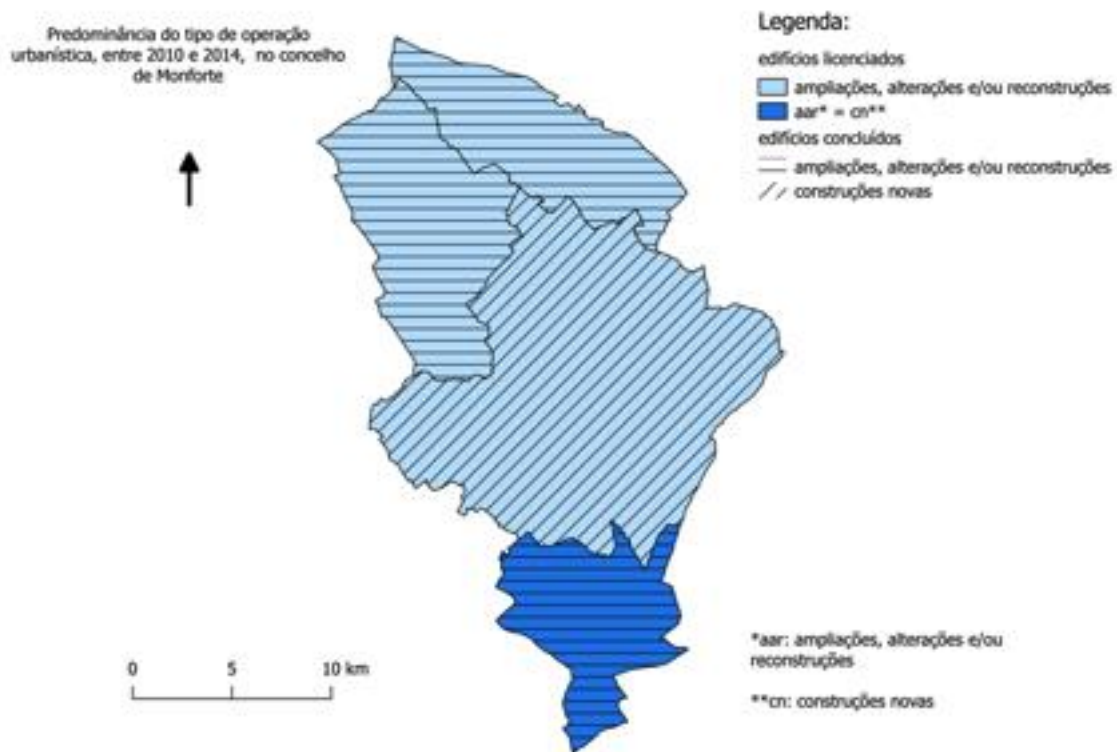 Predominância do tipo de operação
urbanística, entre 2010 e 2014, no concelho
de Monforte
Legenda:
edifícios licenciados
ampliações, alterações e/ou reconstruções
aar* = cn**
edifícios concluídos
ampliações, alterações e/ou reconstruções
construções novas
0 5 10 km
*aar: ampliações, alterações e/ou
reconstruções
**cn: construções novas